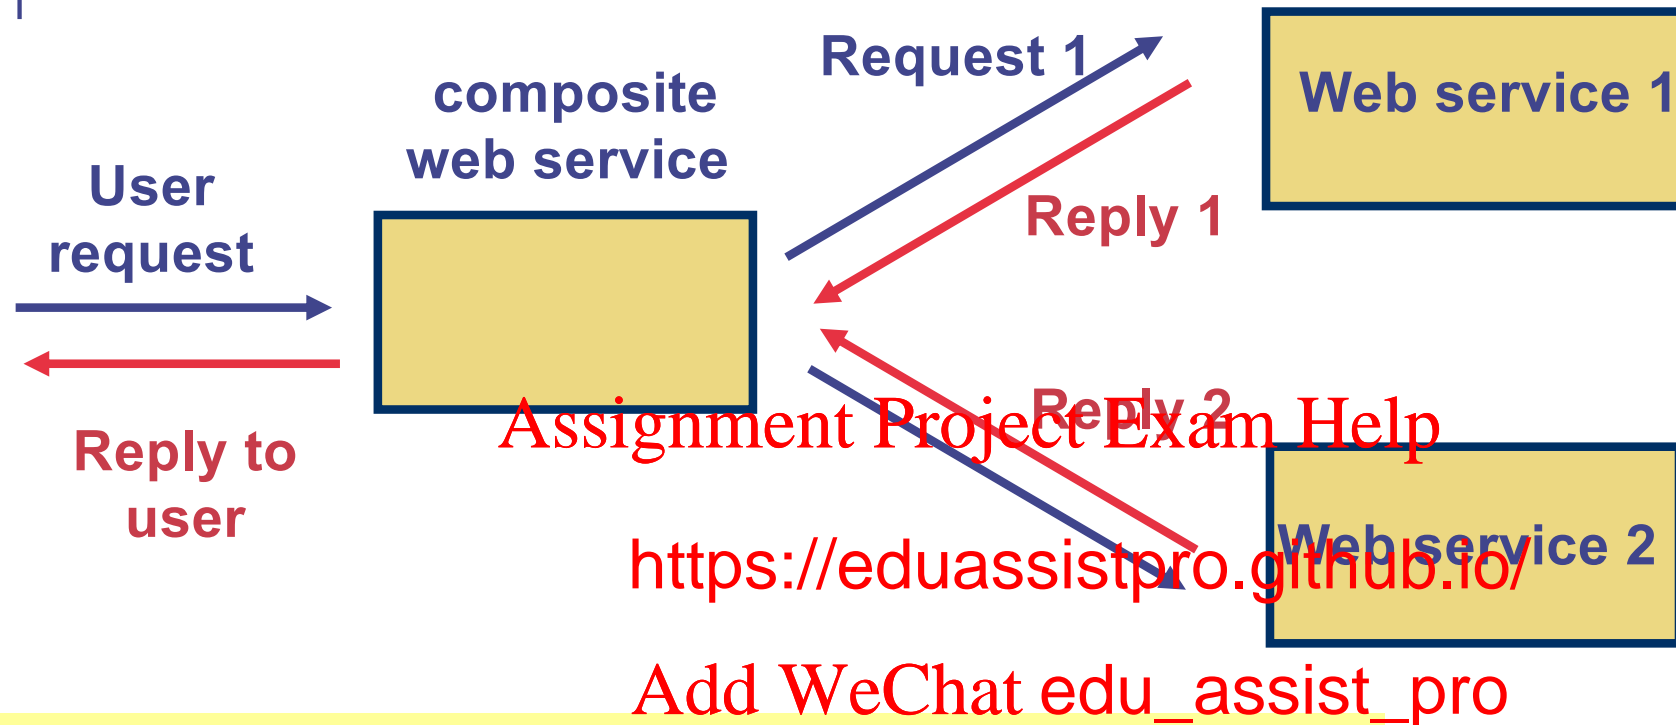 Request 1
composite
web service
Web service 1
User
request
Reply 1
Reply to
user
Reply 2
Assignment Project Exam Help
Web service 2
https://eduassistpro.github.io/
Add WeChat edu_assist_pro